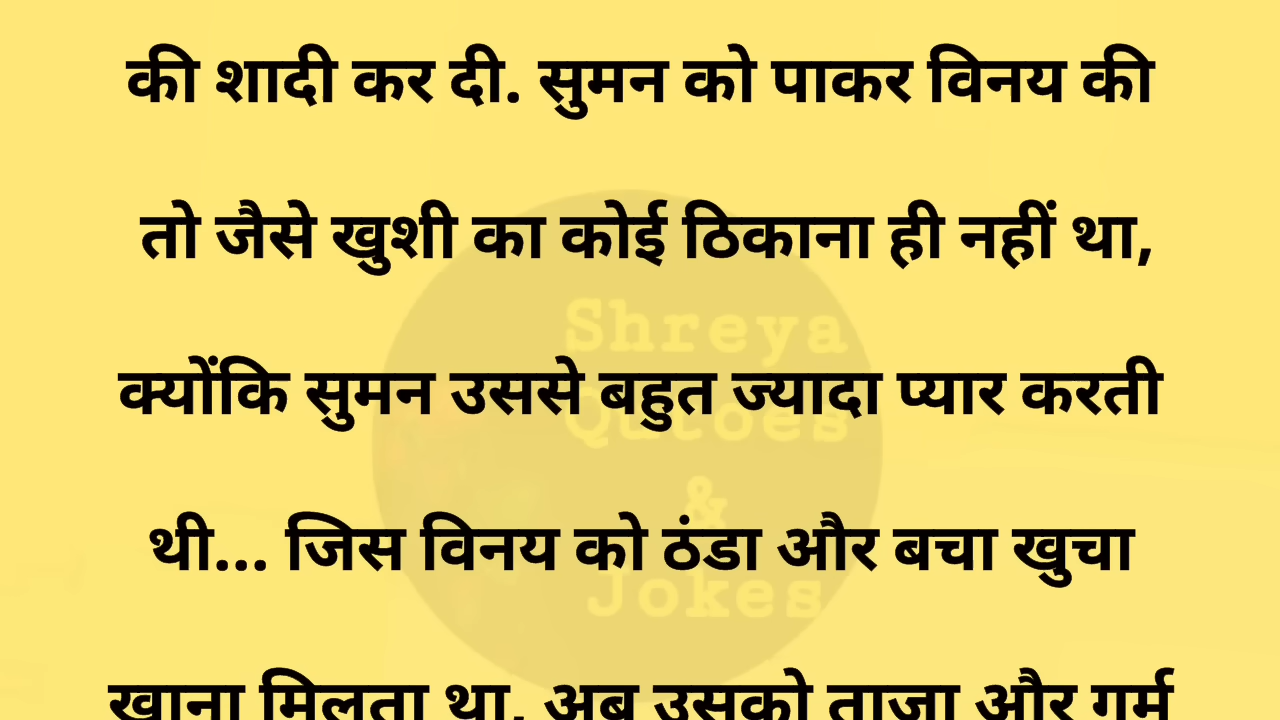 की शादी कर दी. सुमन को पाकर विनय की
तो जैसे खुशी का कोई ठिकाना ही नहीं था,
Shreya
क्योंकि सुमन उससे बहुत ज्यादा प्यार करती
Qutoes
&
थी... जिस विनय को ठंडा और बचा खुचा
Jokes
खाना मिलता था, अब उसको ताजा और गर्म